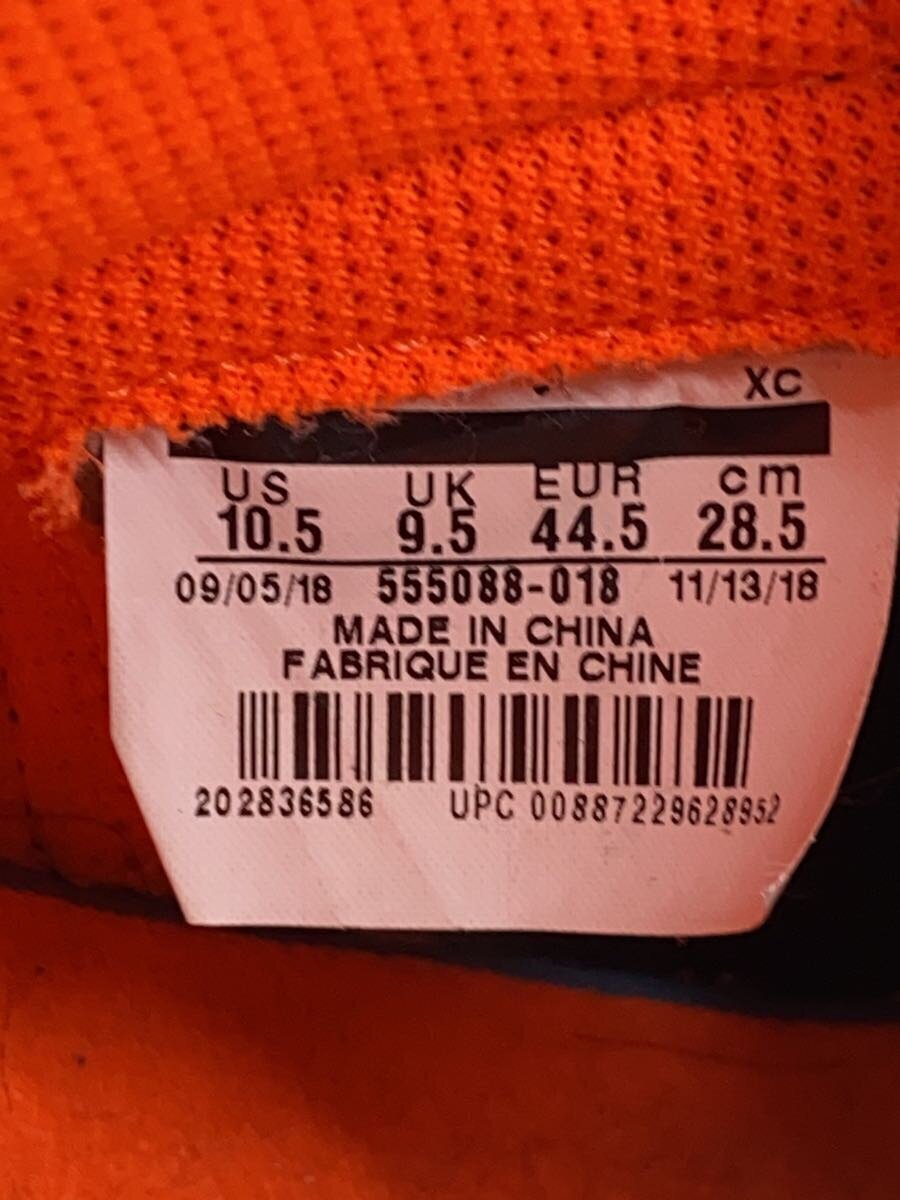 XC
US UK EUR cm
10.5 9.5 44.5 28.5
09/05/18 555088-018 11/13/18
MADE IN CHINA
FABRIQUE EN CHINE
202836586 UPC 00887229628952